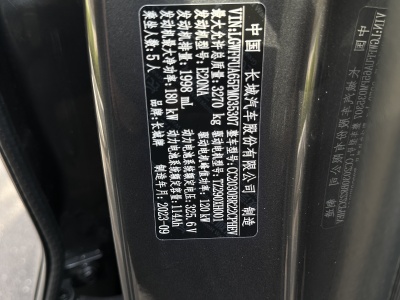 中国 长城汽车股份有限公司 制造
VIN:LGWFFUA65PM035307 整车型号:CC2030BR22CPHEV
最大允许总质量:3270 kg 驱动电机型号:TZ290XH001
发动机型号:E20NA 驱动电机峰值功率:120 kW
发动机排量:1998 mL 动力电池系统额定电压:325.6 V
发动机最大净功率:180 kW 动力电池系统额定容量:114Ah
乘坐人数:5人 品牌:长城牌 制造年月:2023-09